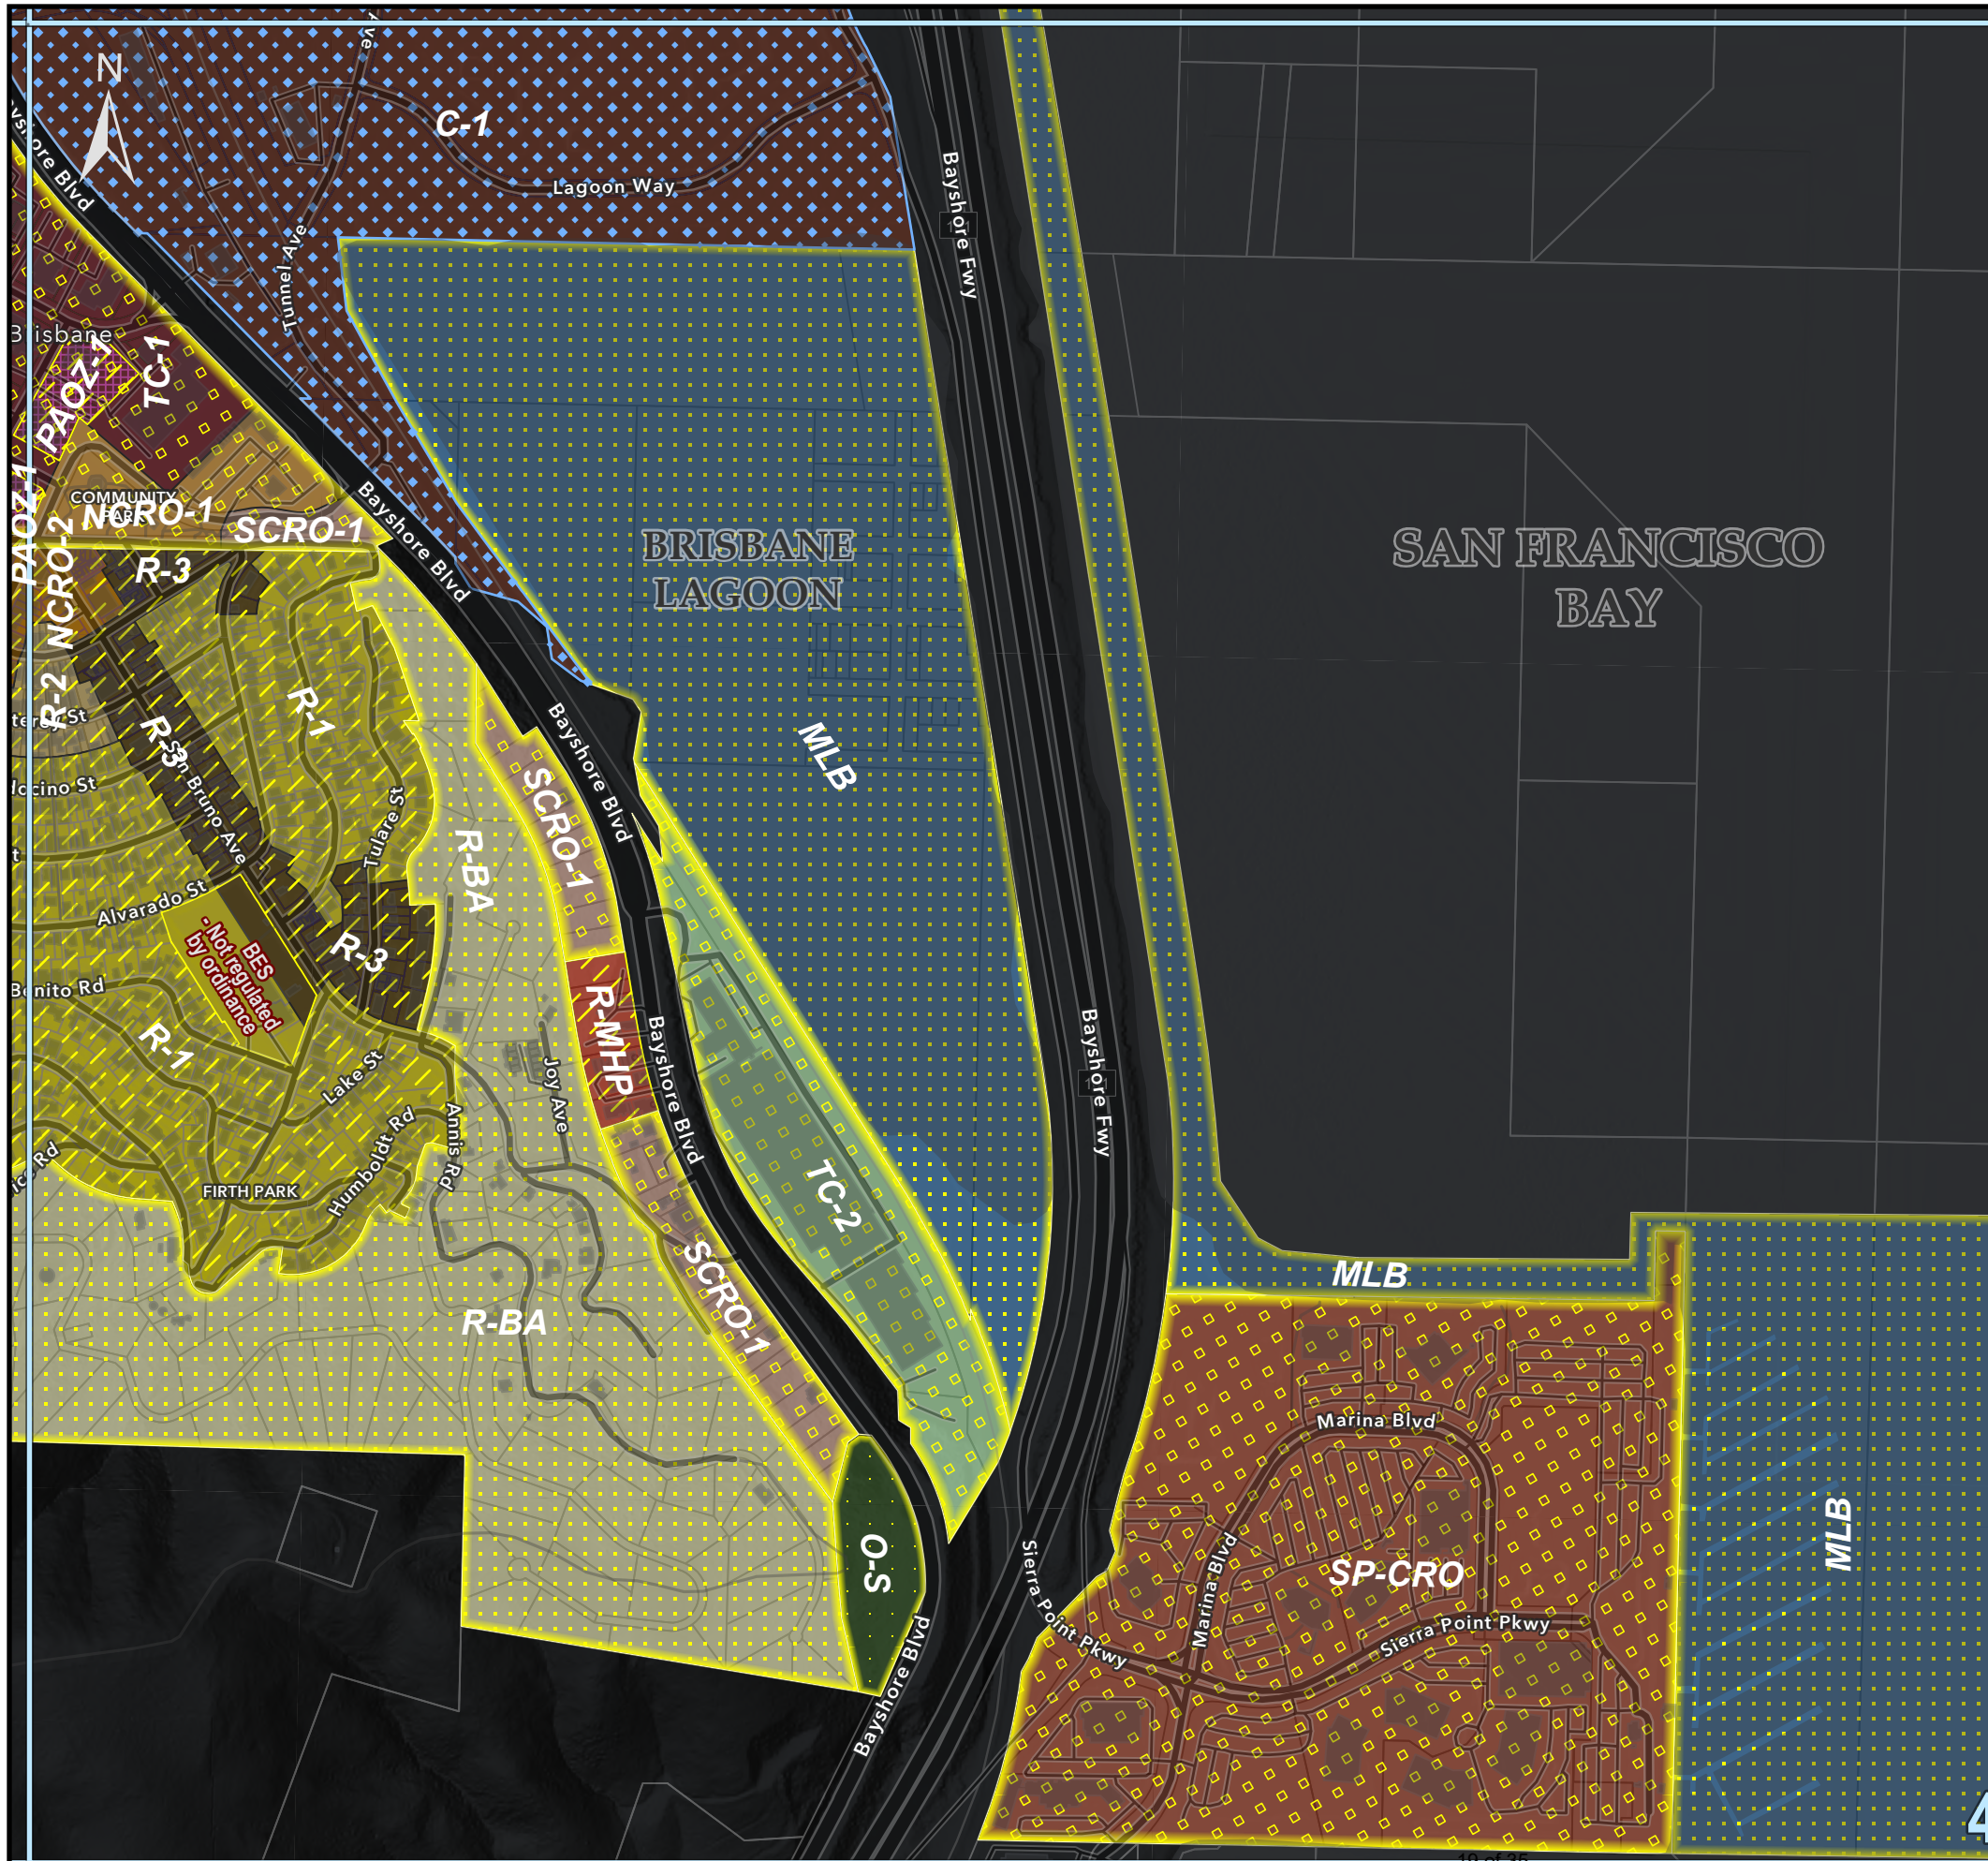 N
C-1
Lagoon Way
Bayshore Fwy
Tunnel Ave
Brisbane
PAOZ-1
TC-1
PAOZ-1
COMMUNITY
PARK
NCRO-1
SCRO-1
Bayshore Blvd
NCRO-2
R-3
BRISBANE
LAGOON
SAN FRANCISCO
BAY
R-2
R-1
R-3
San Bruno Ave
Tulare St
Bayshore Blvd
MLB
SCRO-1
R-BA
Alvarado St
BES
- Not regulated
by ordinance
R-3
Benito Rd
R-1
Lake St
R-MHP
Joy Ave
Bayshore Blvd
Bayshore Fwy
Annis Rd
Humboldt Rd
FIRTH PARK
TC-2
SCRO-1
R-BA
MLB
Marina Blvd
MLB
O-S
SP-CRO
Marina Blvd
Sierra Point Pkwy
Sierra Point Pkwy
Bayshore Blvd
4